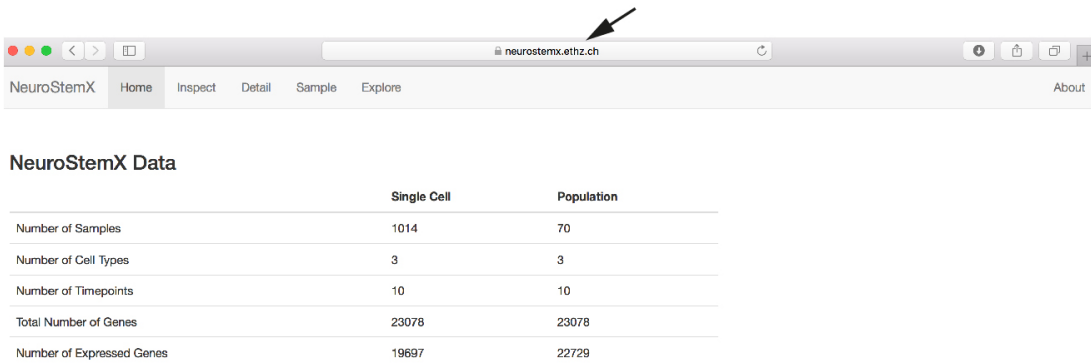 neurostemx.ethz.ch
NeuroStemX Home Inspect Detail Sample Explore About
NeuroStemX Data
Single Cell Population
Number of Samples 1014 70
Number of Cell Types 3 3
Number of Timepoints 10 10
Total Number of Genes 23078 23078
Number of Expressed Genes 19697 22729